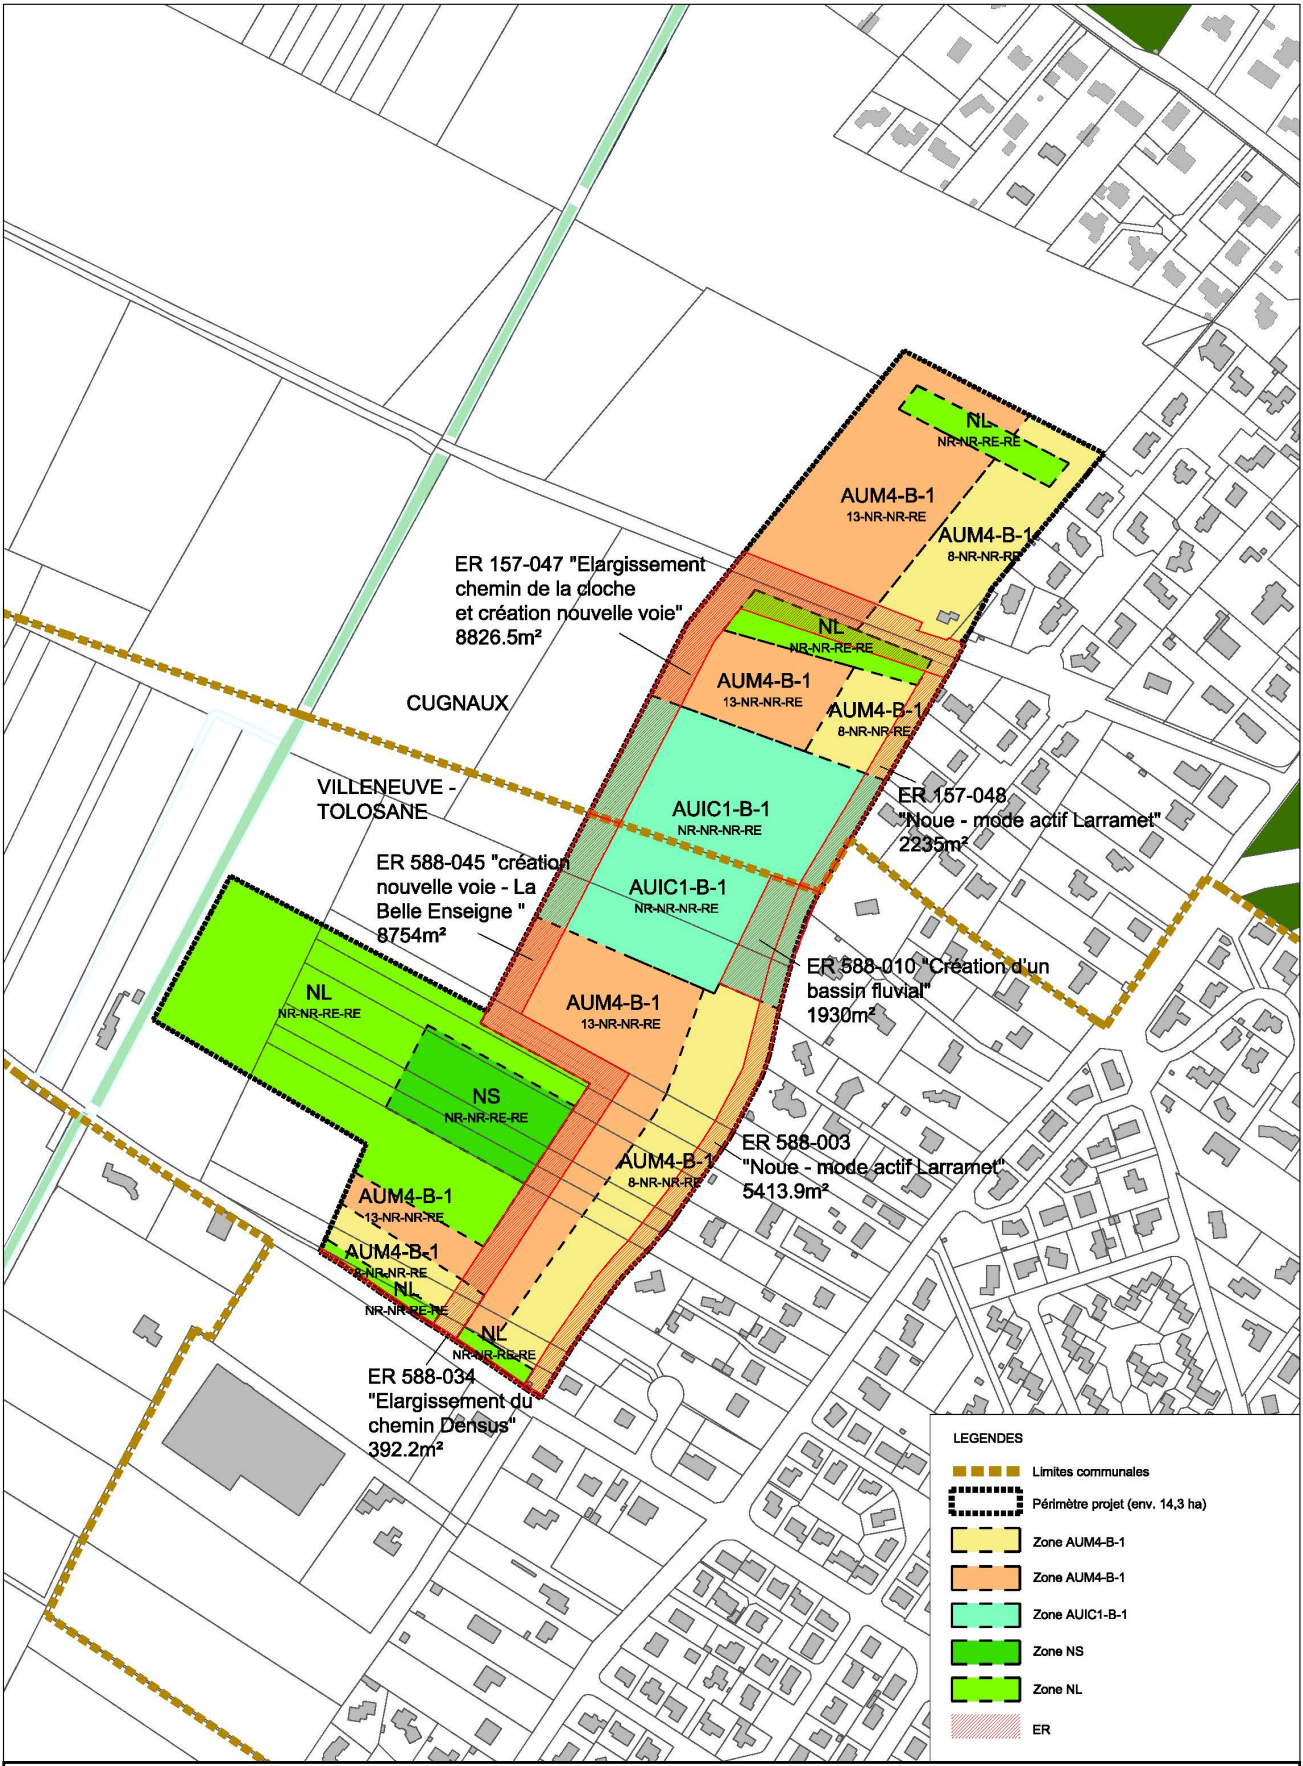 NL
NR-NR-RE-RE
AUM4-B-1
13-NR-NR-RE
AUM4-B-1
8-NR-NR-RE
ER 157-047 "Elargissement
chemin de la cloche
et création nouvelle voie"
8826.5m²
NL
NR-NR-RE-RE
AUM4-B-1
13-NR-NR-RE
AUM4-B-1
8-NR-NR-RE
CUGNAUX
VILLENEUVE -
TOLOSANE
AUIC1-B-1
NR-NR-NR-RE
ER 157-048
"Noue - mode actif Larramet"
2235m²
ER 588-045 "création
nouvelle voie - La
Belle Enseigne "
8754m²
AUIC1-B-1
NR-NR-NR-RE
ER 588-010 "Création d'un
bassin fluvial"
1930m²
NL
NR-NR-RE-RE
AUM4-B-1
13-NR-NR-RE
NS
NR-NR-RE-RE
ER 588-003
"Noue - mode actif Larramet"
5413.9m²
AUM4-B-1
8-NR-NR-RE
AUM4-B-1
13-NR-NR-RE
AUM4-B-1
8-NR-NR-RE
NL
NR-NR-RE-RE
NL
NR-NR-RE-RE
ER 588-034
"Elargissement du
chemin Densus"
392.2m²
LEGENDES
Limites communales
Périmètre projet (env. 14,3 ha)
Zone AUM4-B-1
Zone AUM4-B-1
Zone AUIC1-B-1
Zone NS
Zone NL
ER